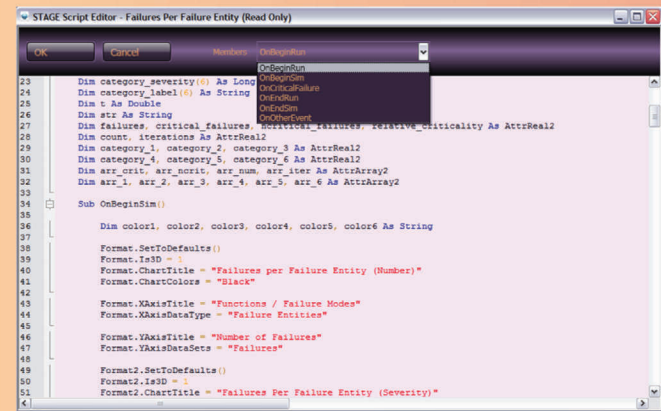 STAGE Script Editor - Failures Per Failure Entity (Read Only)
OK Cancel Members OnBeginRun
OnBeginRun
OnBeginSim
OnCriticalFailure
OnEndRun
OnEndSim
OnOtherEvent
23 Dim category_severity(6) As Long
24 Dim category_label(6) As String
25 Dim t As Double
26 Dim str As String
27 Dim failures, critical_failures, ncritical_failures, relative_criticality As AttrReal2
28 Dim count, iterations As AttrReal2
29 Dim category_1, category_2, category_3 As AttrReal2
30 Dim category_4, category_5, category_6 As AttrReal2
31 Dim arr_crit, arr_ncrit, arr_num, arr_iter As AttrArray2
32 Dim arr_1, arr_2, arr_3, arr_4, arr_5, arr_6 As AttrArray2
33
34 Sub OnBeginSim()
35
36 Dim color1, color2, color3, color4, color5, color6 As String
37
38 Format.SetToDefaults()
39 Format.Is3D = 1
40 Format.ChartTitle = "Failures per Failure Entity (Number)"
41 Format.ChartColors = "Black"
42
43 Format.XAxisTitle = "Functions / Failure Modes"
44 Format.XAxisDataType = "Failure Entities"
45
46 Format.YAxisTitle = "Number of Failures"
47 Format.YAxisDataSets = "Failures"
48
49 Format2.SetToDefaults()
50 Format2.Is3D = 1
51 Format2.ChartTitle = "Failures Per Failure Entity (Severity)"